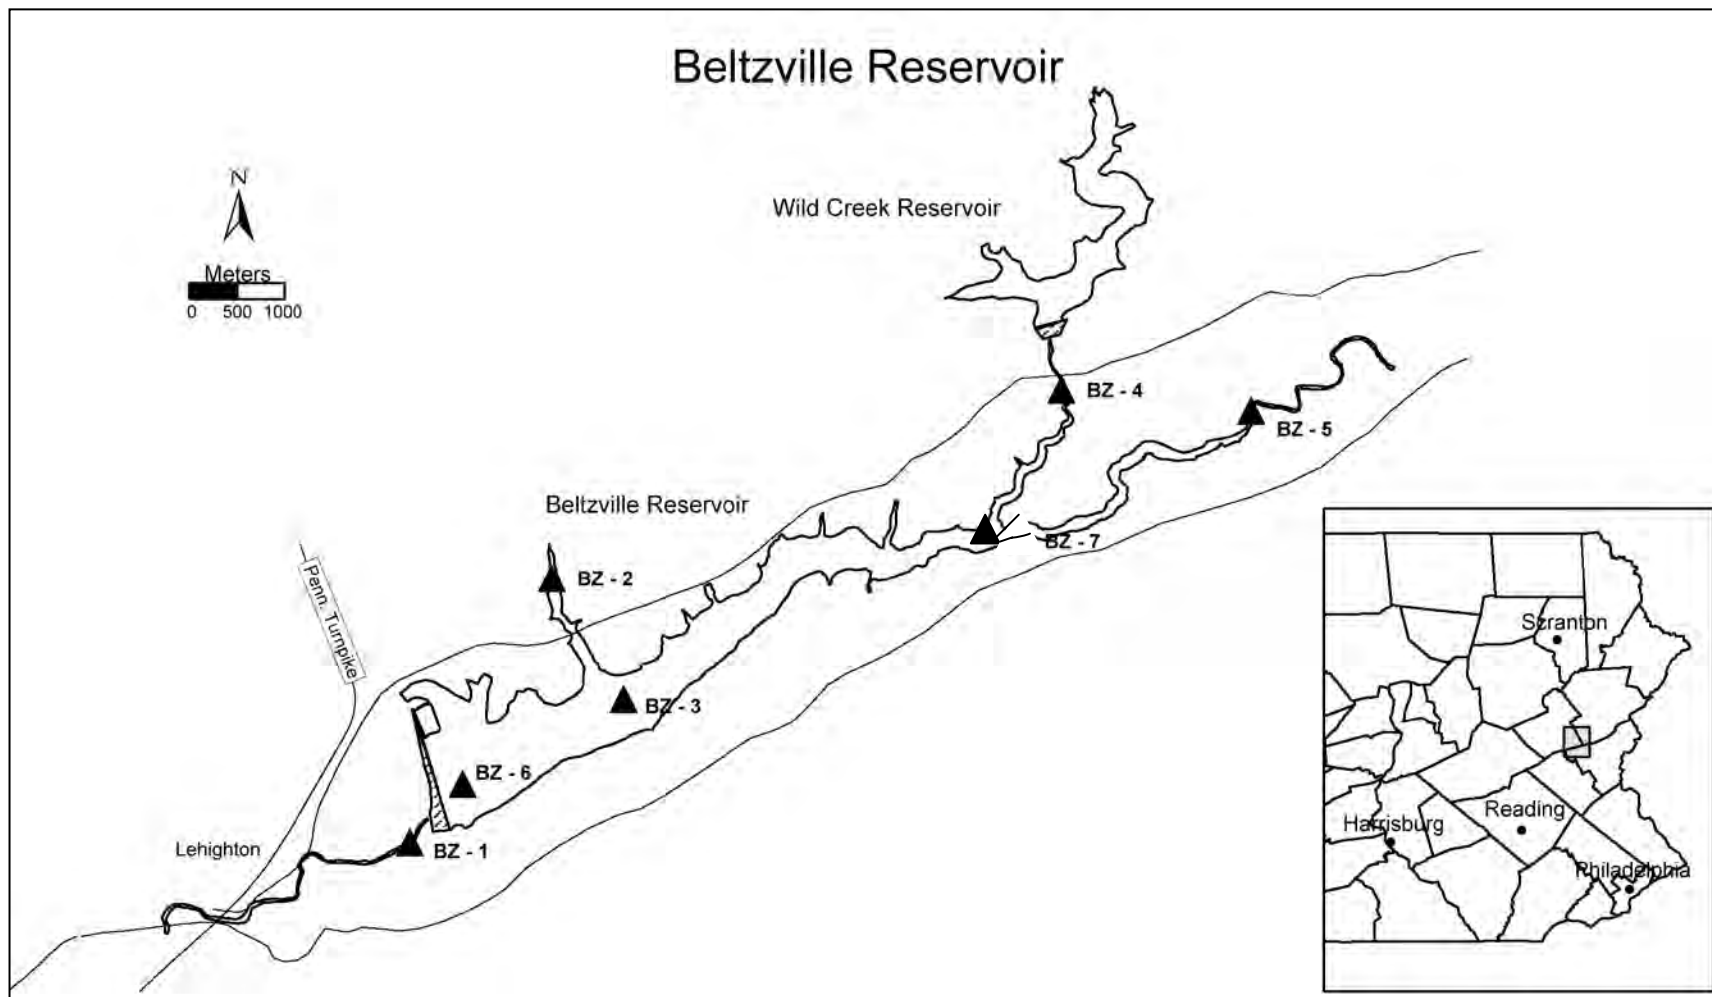 Beltzville Reservoir
N
Wild Creek Reservoir
Meters
0 500 1000
BZ - 4
BZ - 5
Beltzville Reservoir
BZ - 7
BZ - 2
Penn. Turnpike
BZ - 3
BZ - 6
Lehighton
BZ - 1
Scranton
Reading
Harrisburg
Philadelphia